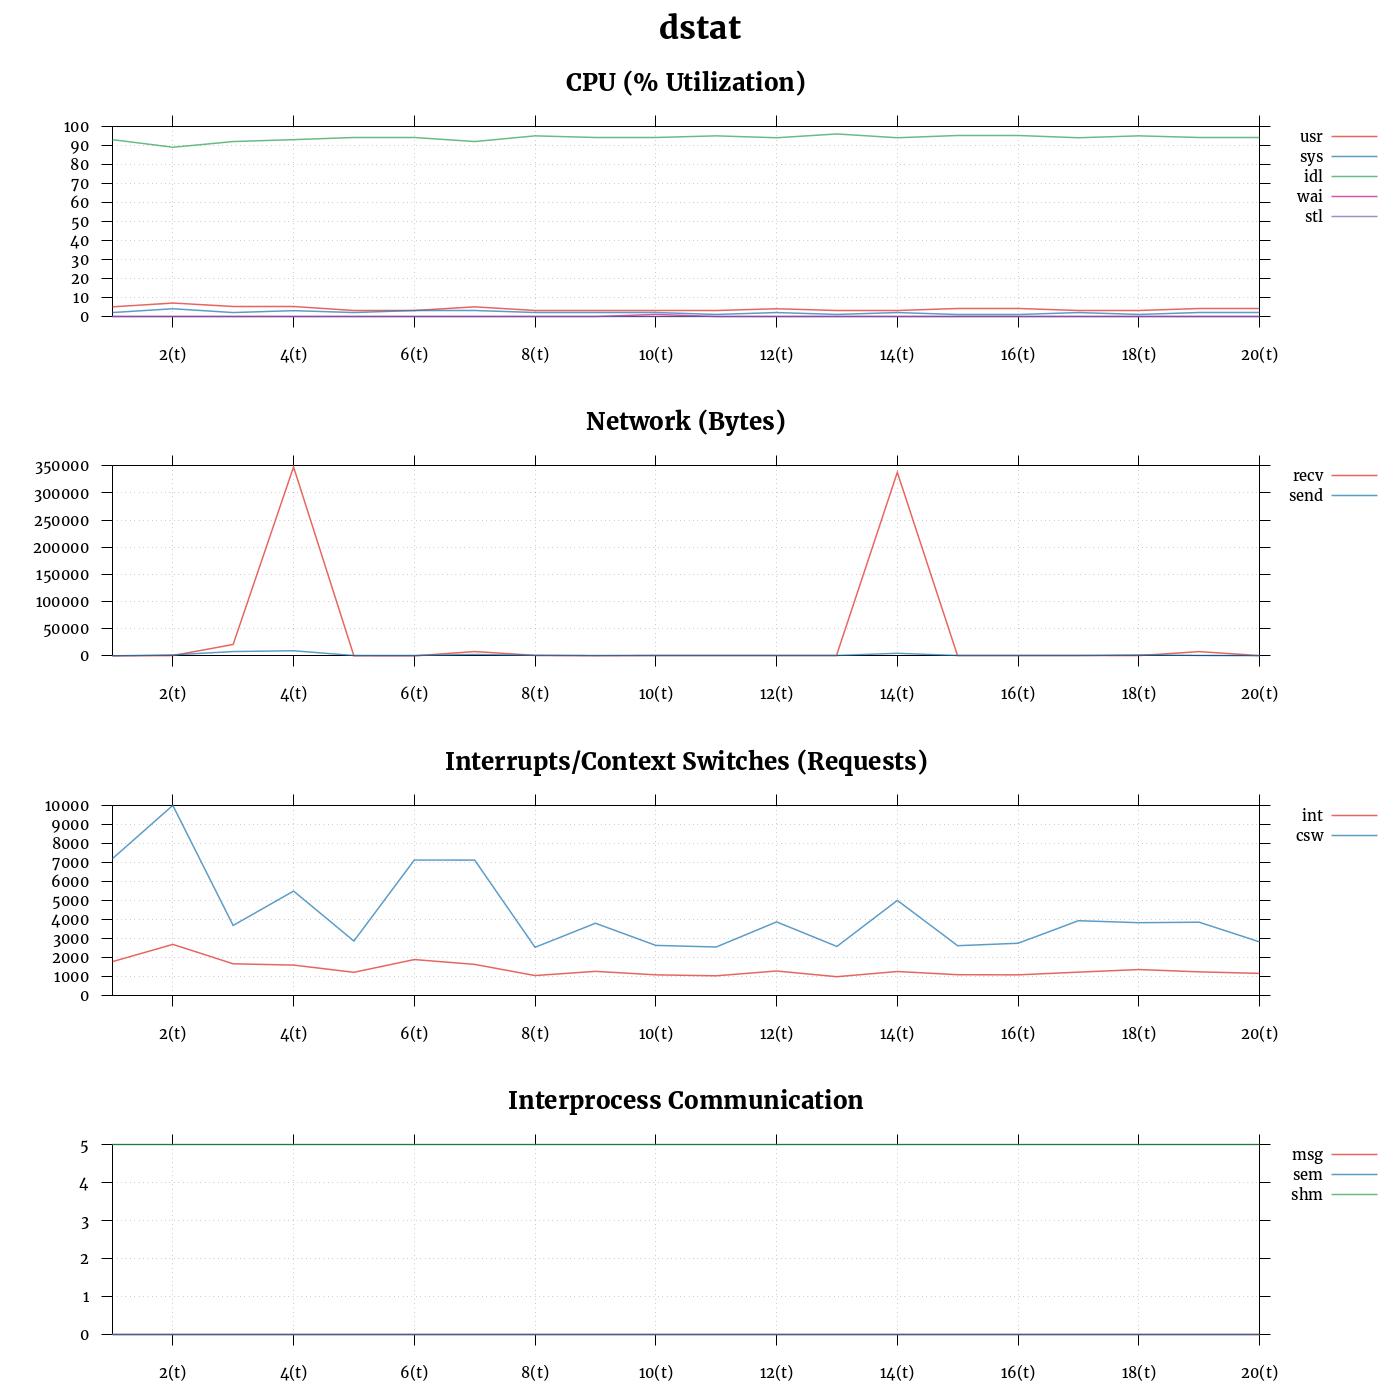 dstat
CPU (% Utilization)
100
90
80
70
60
50
40
30
20
10
0
2(t) 4(t) 6(t) 8(t) 10(t) 12(t) 14(t) 16(t) 18(t) 20(t)
usr
sys
idl
wai
stl
Network (Bytes)
350000
300000
250000
200000
150000
100000
50000
0
2(t) 4(t) 6(t) 8(t) 10(t) 12(t) 14(t) 16(t) 18(t) 20(t)
recv
send
Interrupts/Context Switches (Requests)
10000
9000
8000
7000
6000
5000
4000
3000
2000
1000
0
2(t) 4(t) 6(t) 8(t) 10(t) 12(t) 14(t) 16(t) 18(t) 20(t)
int
csw
Interprocess Communication
5
4
3
2
1
0
2(t) 4(t) 6(t) 8(t) 10(t) 12(t) 14(t) 16(t) 18(t) 20(t)
msg
sem
shm